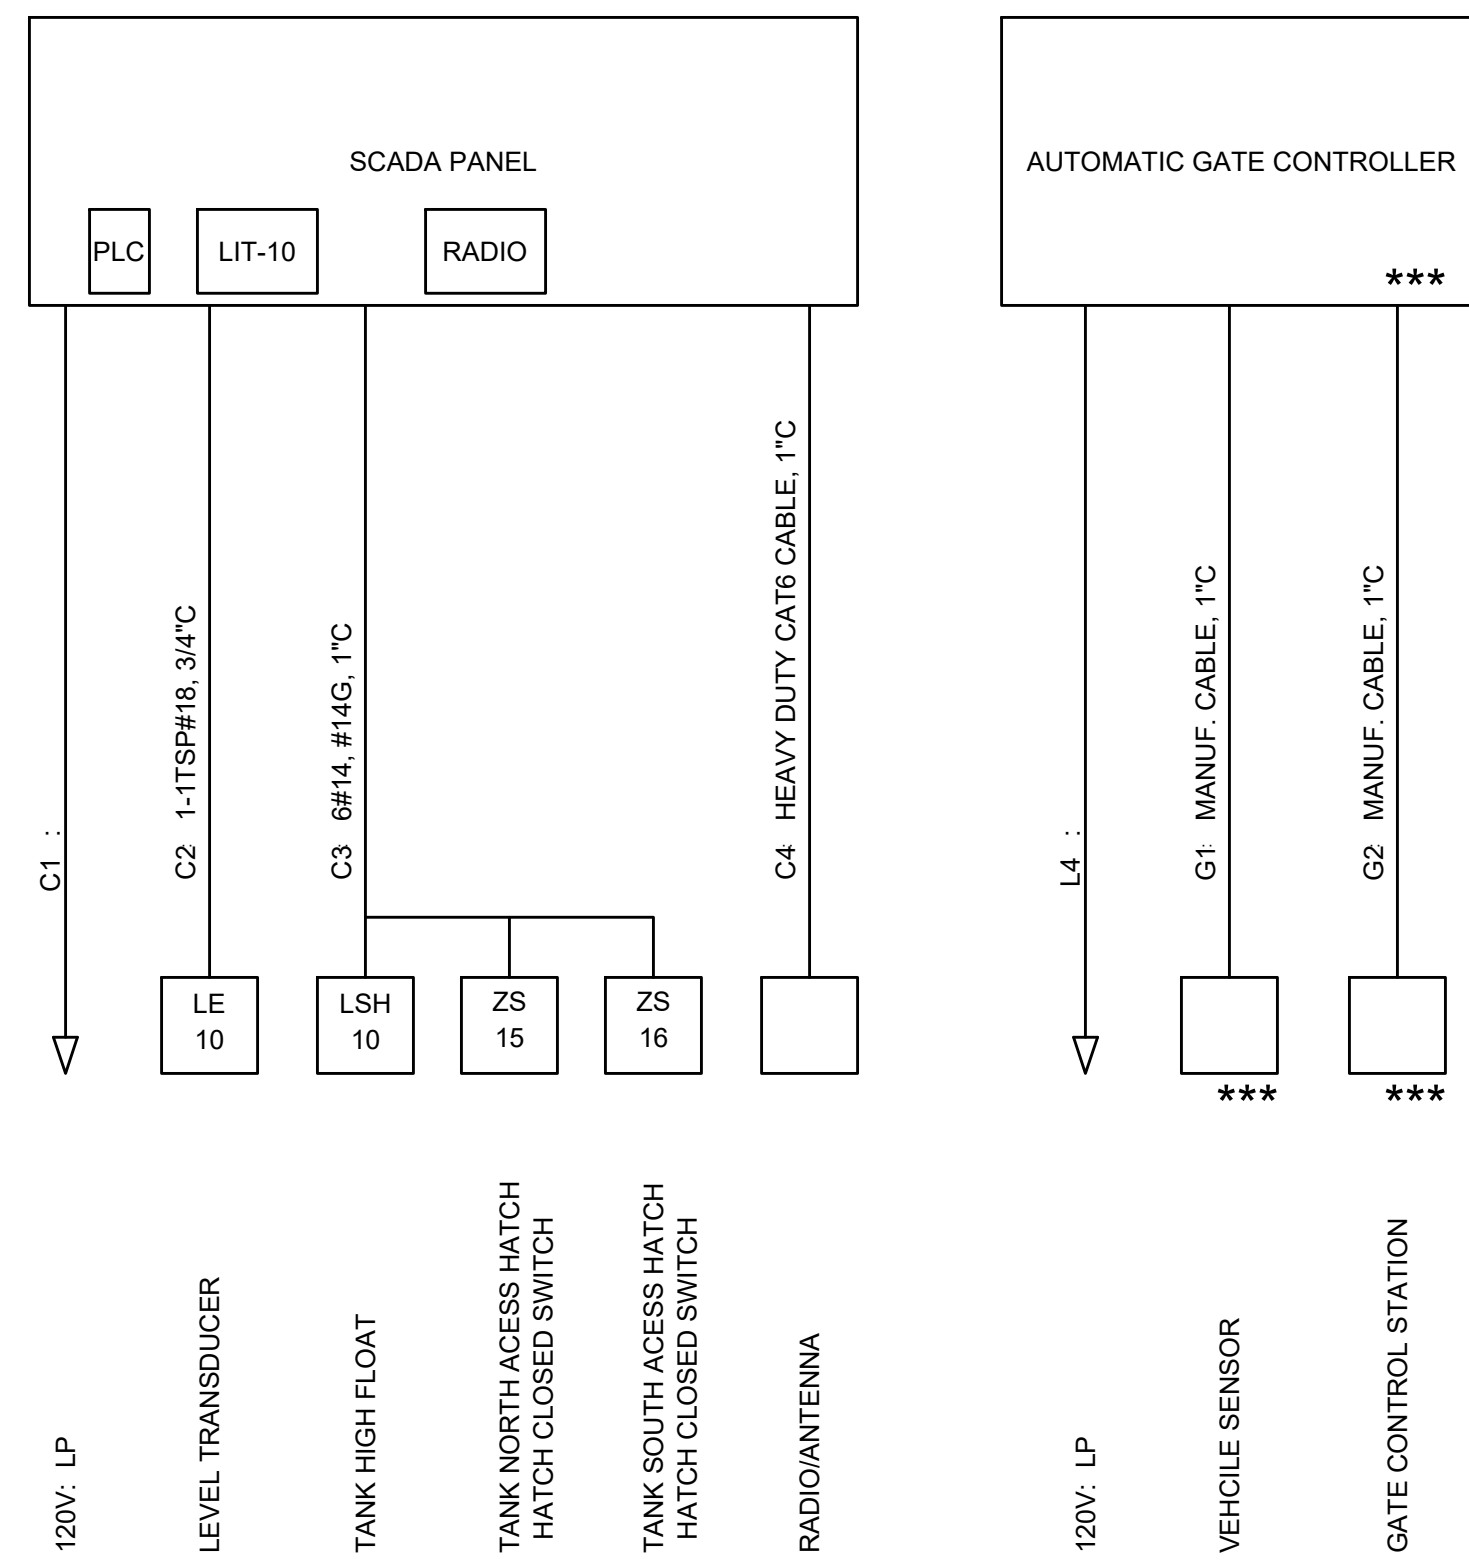 SCADA PANEL
PLC
LIT-10
RADIO
AUTOMATIC GATE CONTROLLER
***
C1 :
C2: 1-1TSP#18, 3/4"C
C3: 6#14, #14G, 1"C
C4: HEAVY DUTY CAT6 CABLE, 1"C
L4 :
G1: MANUF. CABLE, 1"C
G2: MANUF. CABLE, 1"C
LE
10
LSH
10
ZS
15
ZS
16
***
***
120V: LP
LEVEL TRANSDUCER
TANK HIGH FLOAT
TANK NORTH ACESS HATCH
HATCH CLOSED SWITCH
TANK SOUTH ACESS HATCH
HATCH CLOSED SWITCH
RADIO/ANTENNA
120V: LP
VEHCILE SENSOR
GATE CONTROL STATION